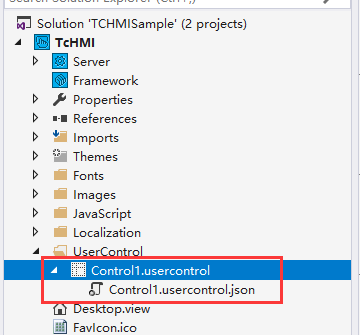 Solution 'TCHMISample' (2 projects)
TcHMI
Server
Framework
Properties
References
Imports
Themes
Fonts
Images
JavaScript
Localization
UserControl
Control1.usercontrol
Control1.usercontrol.json
Desktop.view
FavIcon.ico